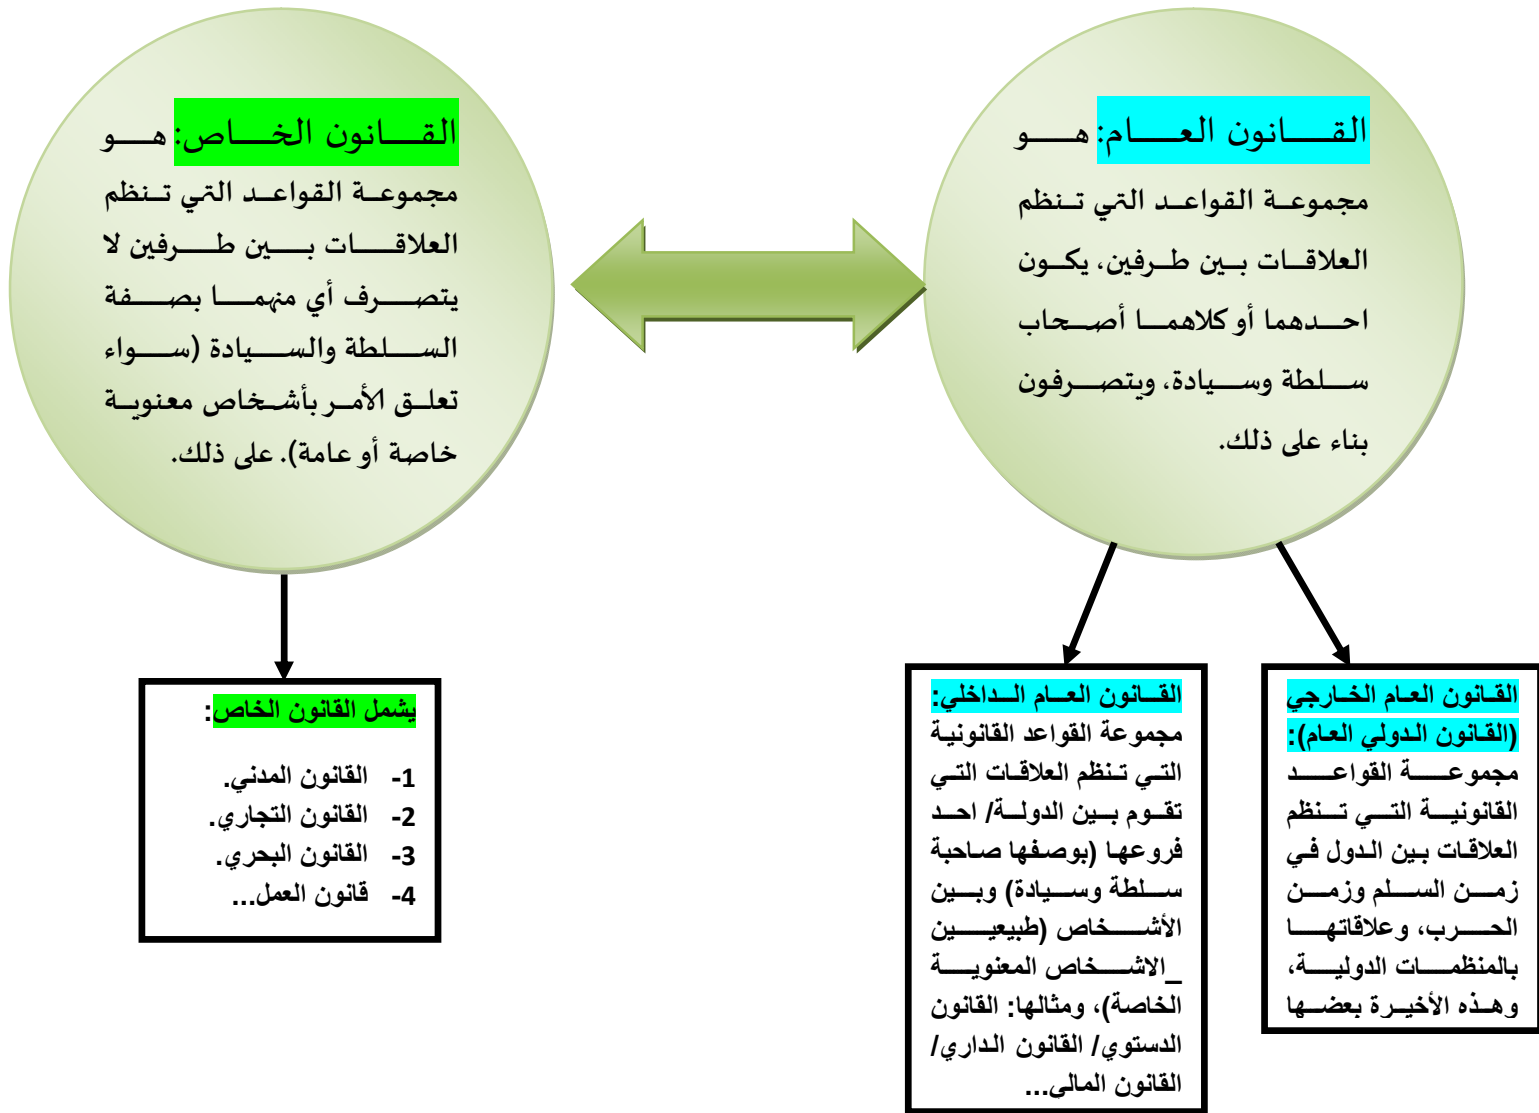 القانون العام: هو
مجموعة القواعد التي تنظم
العلاقات بين طرفين، يكون
احدهما أو كلاهما أصحاب
سلطة وسيادة، ويتصرفون
بناء على ذلك.
القانون الخاص: هو
مجموعة القواعد التي تنظم
العلاقات بين طرفين لا
يتصرف أي منهما بصفة
السلطة والسيادة (سواء
تعلق الأمر بأشخاص معنوية
خاصة أو عامة). على ذلك.
القانون العام الخارجي
(القانون الدولي العام):
مجموعة القواعد
القانونية التي تنظم
العلاقات بين الدول في
زمن السلم وزمن
الحرب، وعلاقاتها
بالمنظمات الدولية،
وهذه الأخيرة بعضها
القانون العام الداخلي:
مجموعة القواعد القانونية
التي تنظم العلاقات التي
تقوم بين الدولة/ احد
فروعها (بوصفها صاحبة
سلطة وسيادة) وبين
الأشخاص (طبيعيين
_الاشخاص المعنوية
الخاصة)، ومثالها: القانون
الدستوي/ القانون الداري/
القانون المالي...
يشمل القانون الخاص:
1- القانون المدني.
2- القانون التجاري.
3- القانون البحري.
4- قانون العمل...